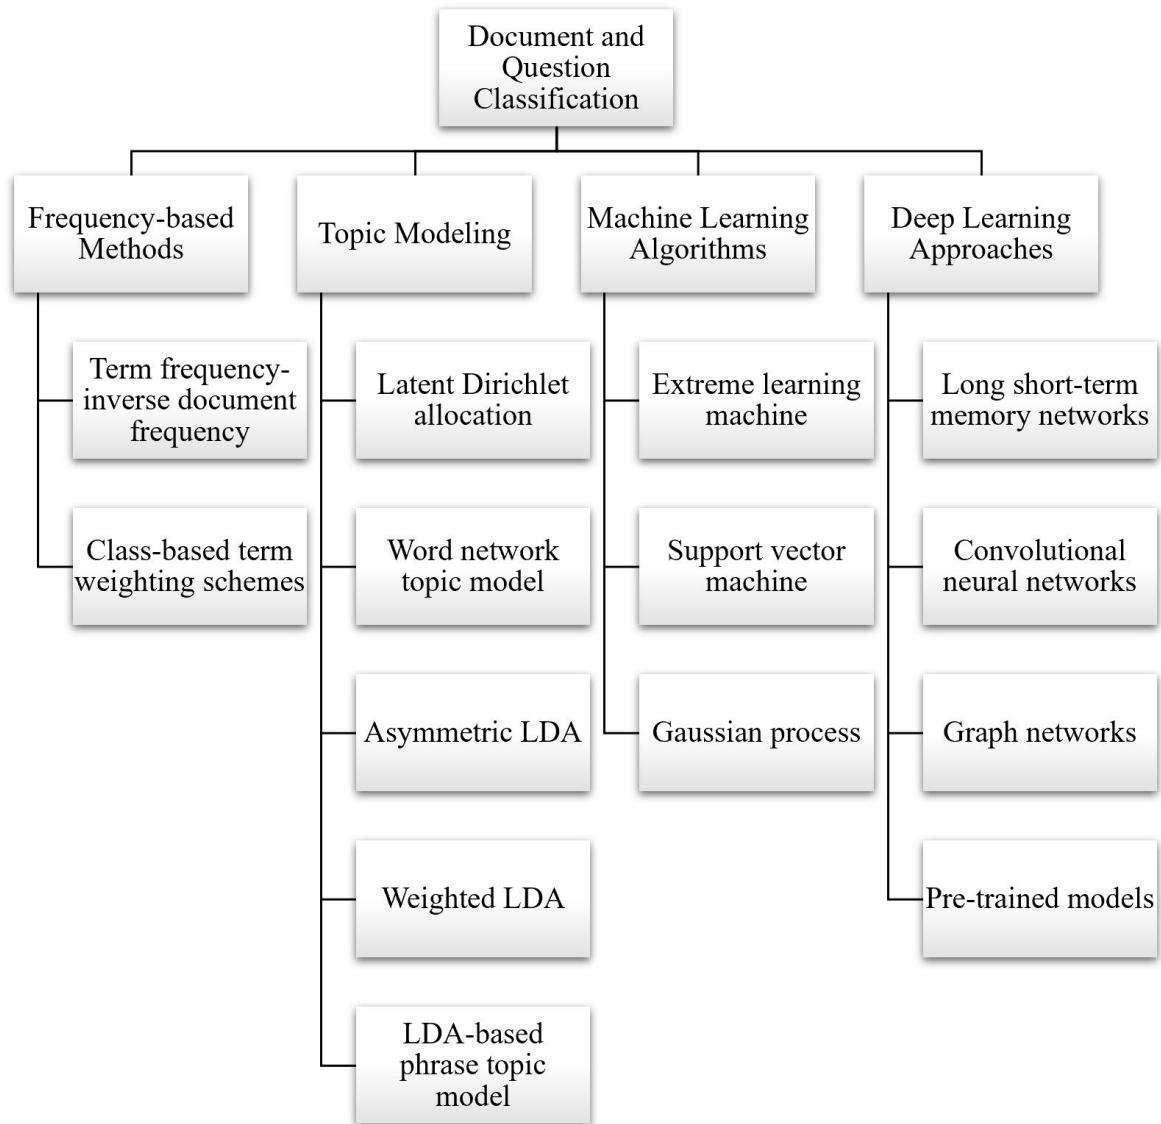 Document and
Question
Classification
Frequency-based
Methods
Topic Modeling
Machine Learning
Algorithms
Deep Learning
Approaches
Term frequency-
inverse document
frequency
Class-based term
weighting schemes
Latent Dirichlet
allocation
Word network
topic model
Asymmetric LDA
Weighted LDA
LDA-based
phrase topic
model
Extreme learning
machine
Support vector
machine
Gaussian process
Long short-term
memory networks
Convolutional
neural networks
Graph networks
Pre-trained models